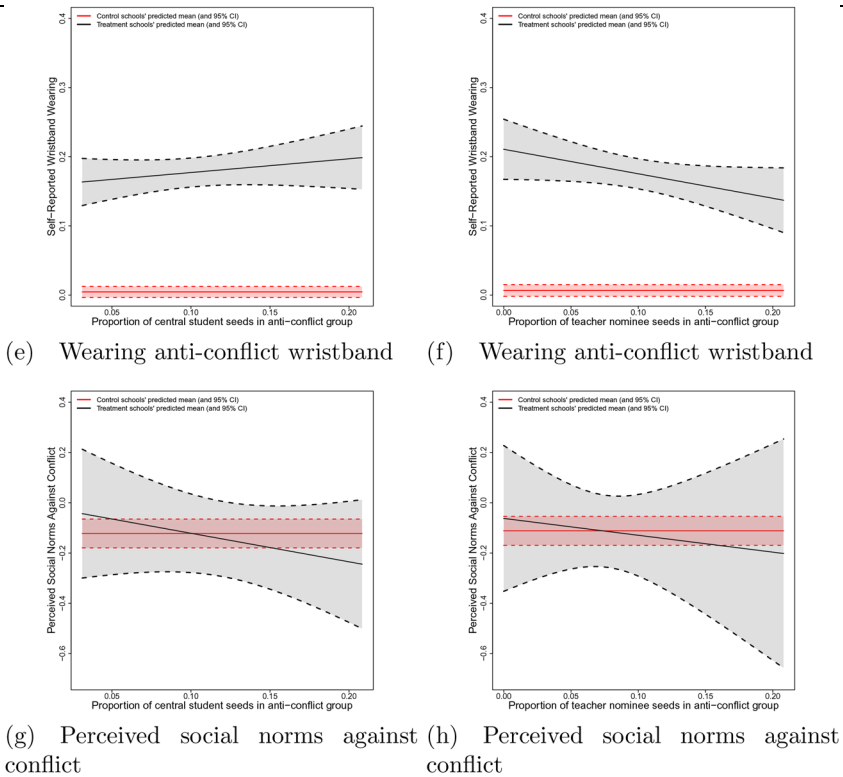 Control schools' predicted mean (and 95% CI)
Treatment schools' predicted mean (and 95% CI)
Self−Reported Wristband Wearing
0.4
0.3
0.2
0.1
0.0
0.05 0.10 0.15 0.20
Proportion of central student seeds in anti−conflict group
(e) Wearing anti-conflict wristband
Control schools' predicted mean (and 95% CI)
Treatment schools' predicted mean (and 95% CI)
Self−Reported Wristband Wearing
0.4
0.3
0.2
0.1
0.0
0.00 0.05 0.10 0.15 0.20
Proportion of teacher nominee seeds in anti−conflict group
(f) Wearing anti-conflict wristband
Control schools' predicted mean (and 95% CI)
Treatment schools' predicted mean (and 95% CI)
Perceived Social Norms Against Conflict
0.4
0.2
0.0
−0.2
−0.4
−0.6
0.05 0.10 0.15 0.20
Proportion of central student seeds in anti−conflict group
(g) Perceived social norms against
conflict
Control schools' predicted mean (and 95% CI)
Treatment schools' predicted mean (and 95% CI)
Perceived Social Norms Against Conflict
0.4
0.2
0.0
−0.2
−0.4
−0.6
0.00 0.05 0.10 0.15 0.20
Proportion of teacher nominee seeds in anti−conflict group
(h) Perceived social norms against
conflict